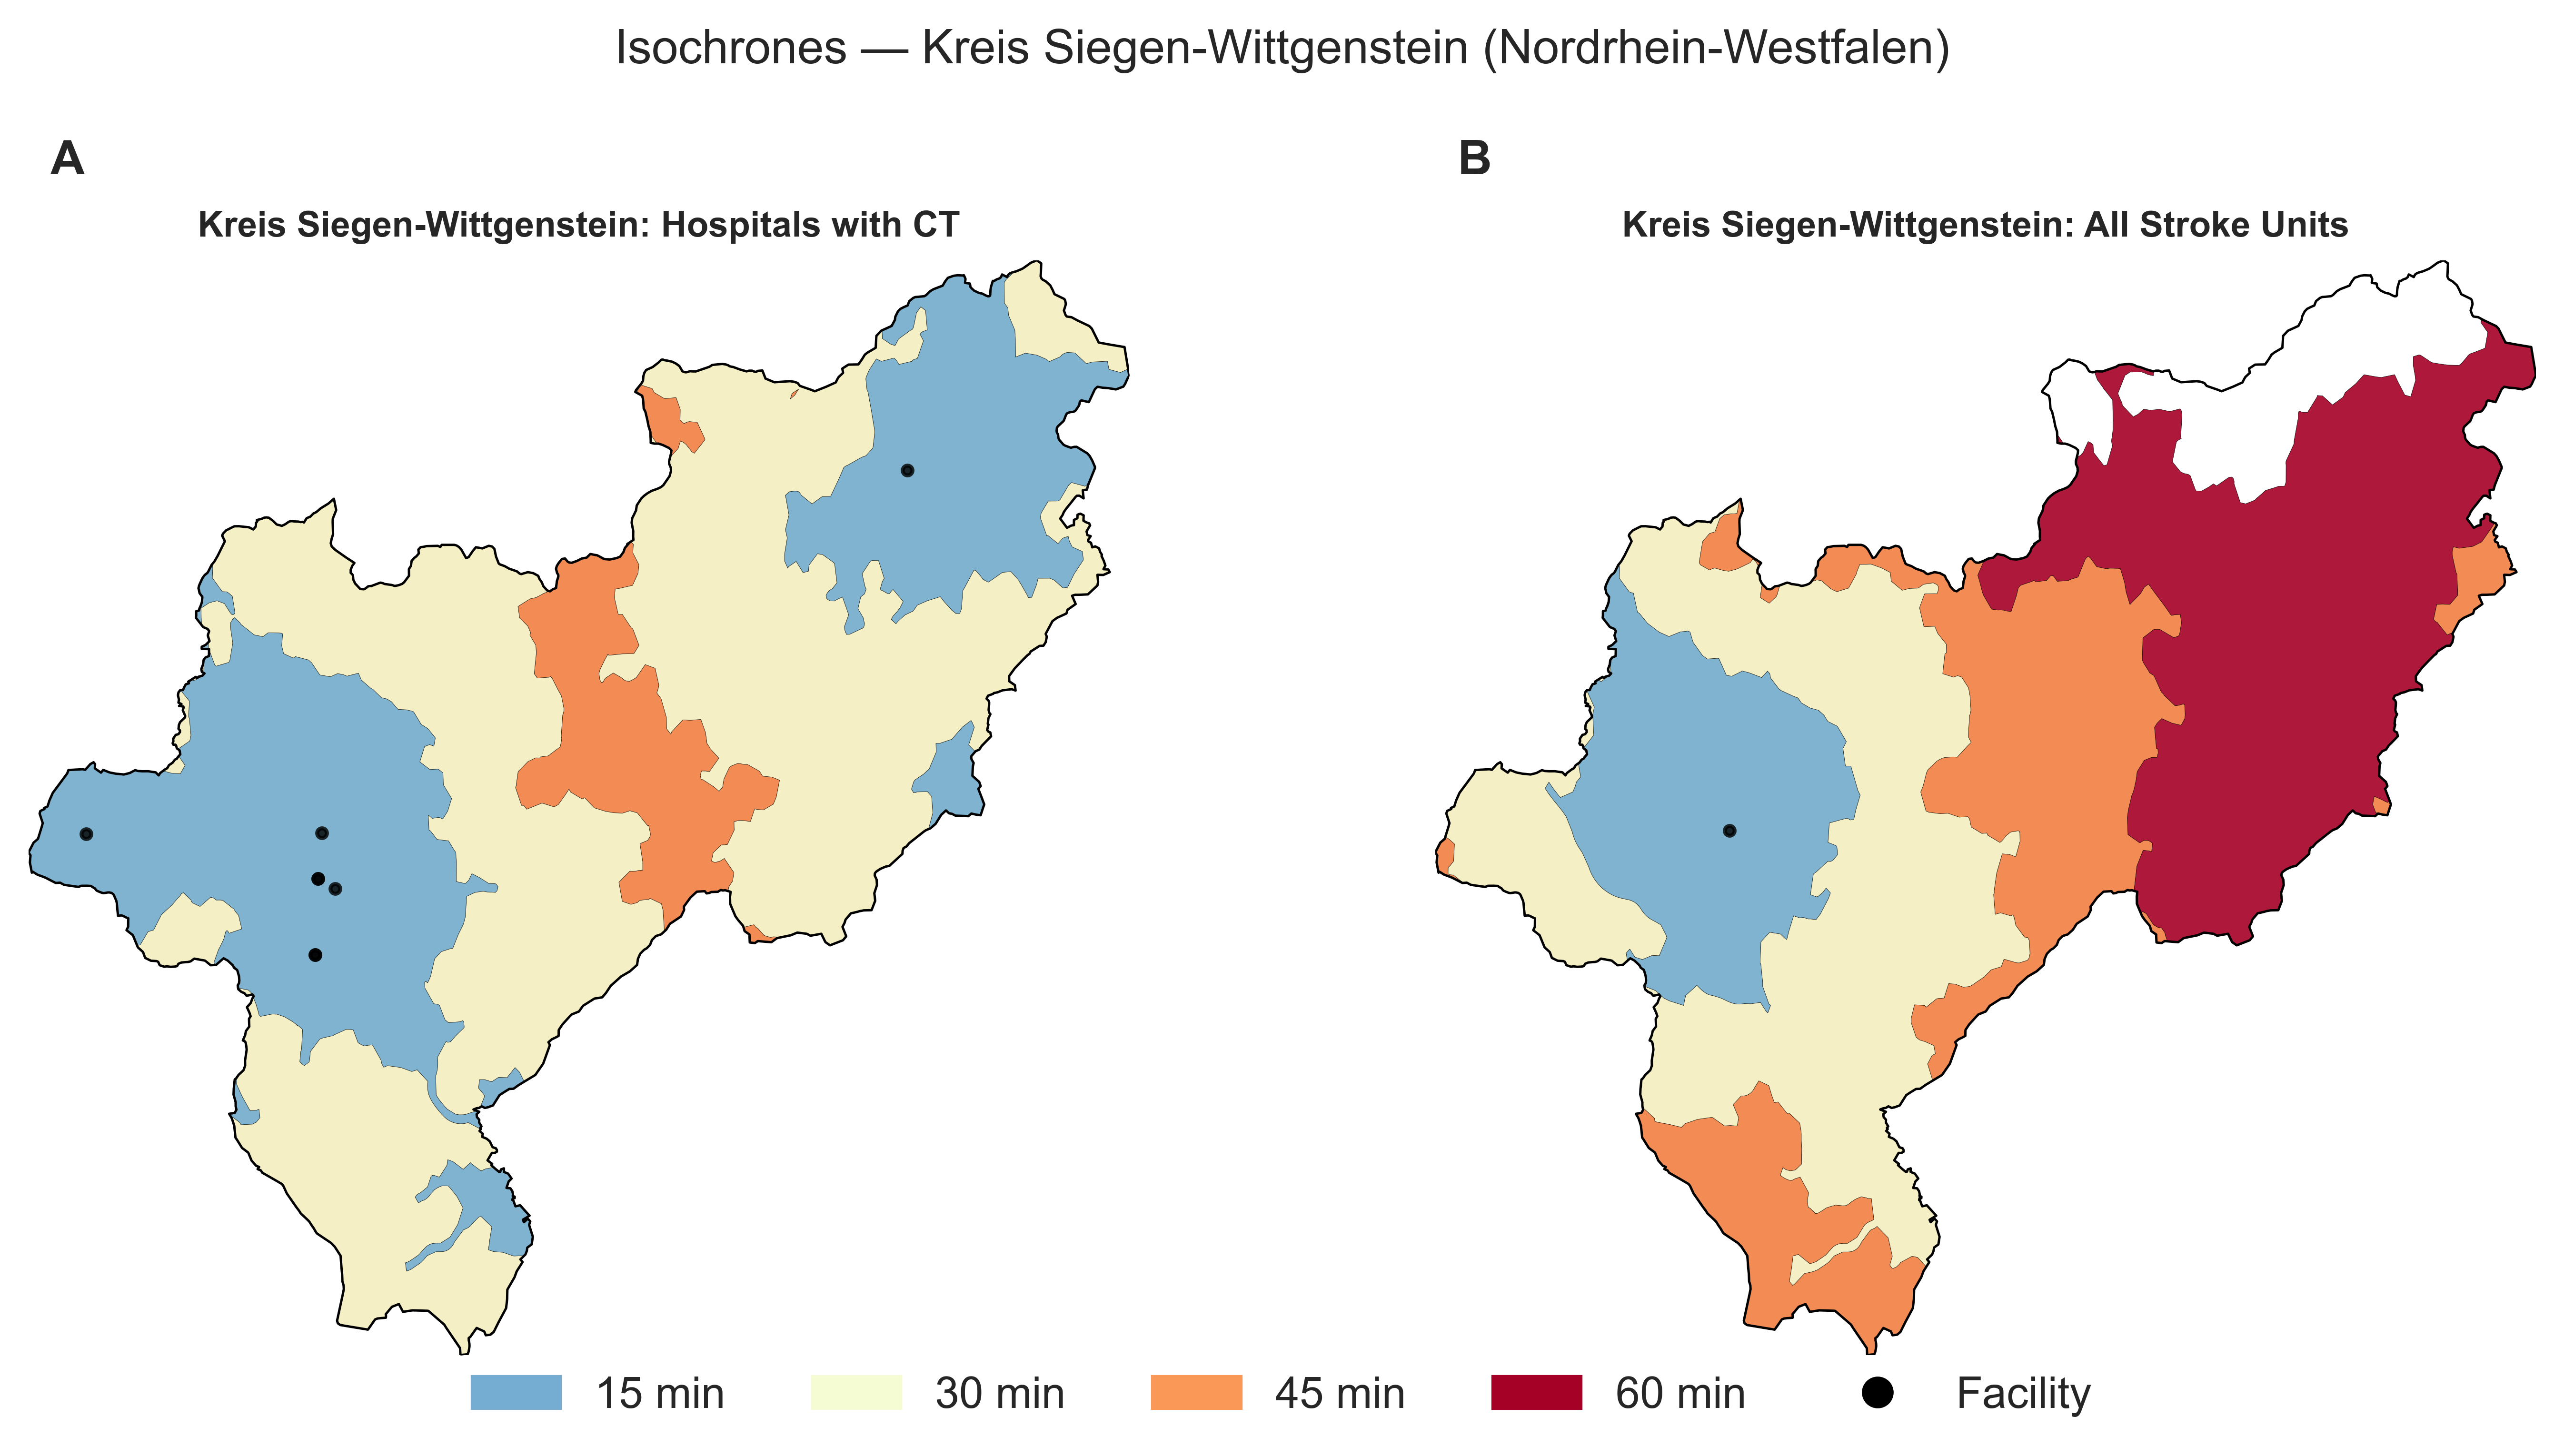 Isochrones — Kreis Siegen-Wittgenstein (Nordrhein-Westfalen)
A
Kreis Siegen-Wittgenstein: Hospitals with CT
B
Kreis Siegen-Wittgenstein: All Stroke Units
15 min
30 min
45 min
60 min
Facility